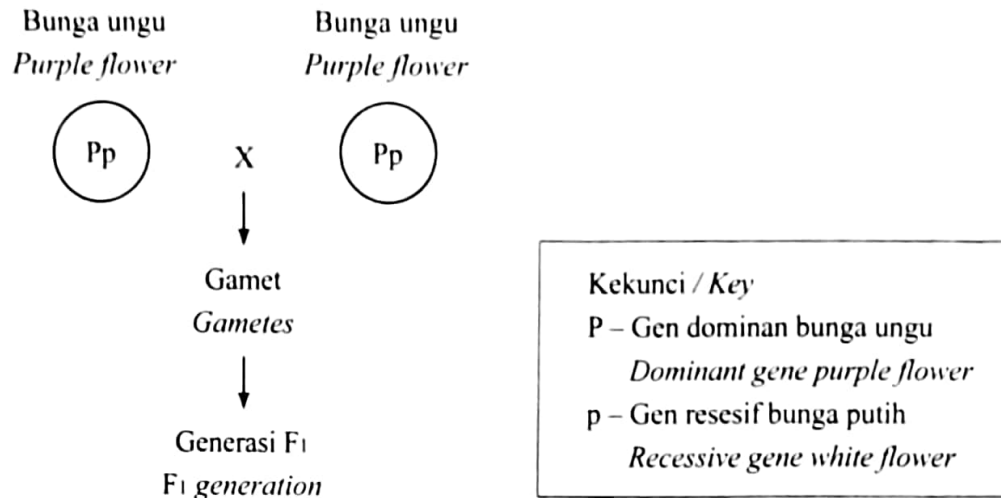 Bunga ungu
Purple flower
Bunga ungu
Purple flower
Pp
X
Pp
Gamet
Gametes
Generasi F1
F1 generation
Kekunci / Key
P – Gen dominan bunga ungu
Dominant gene purple flower
p – Gen resesif bunga putih
Recessive gene white flower